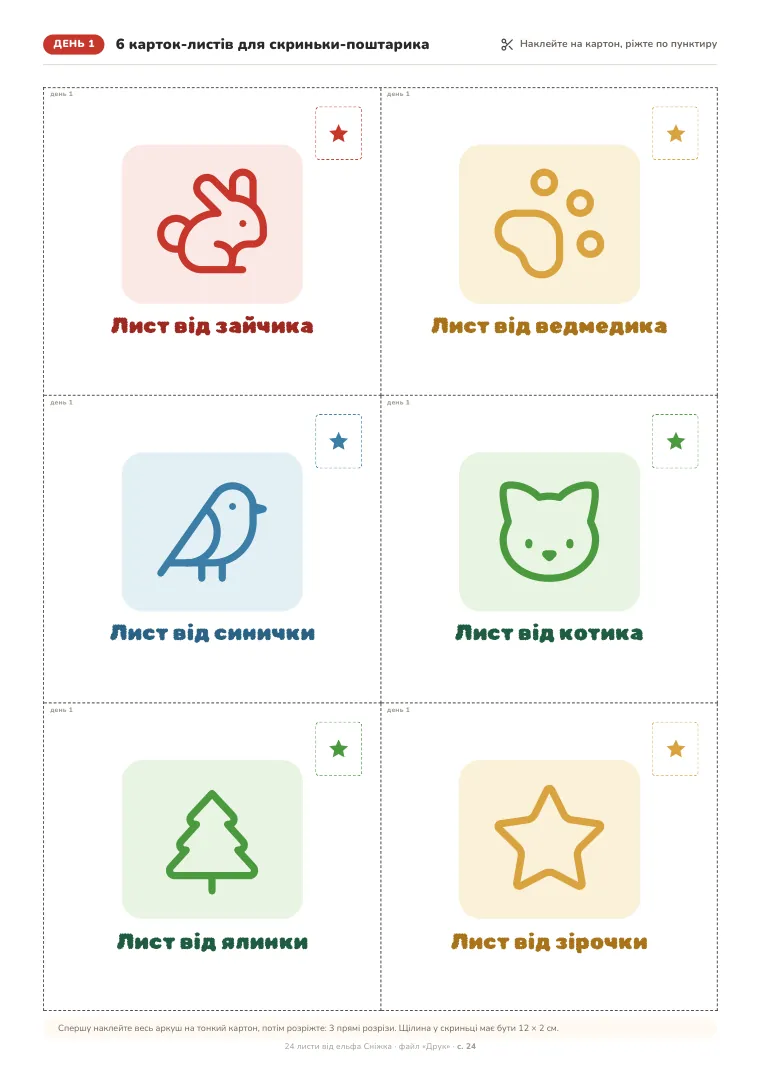 ДЕНЬ 1 6 карток-листів для скриньки-поштарика Наклейте на картон, ріжте по пунктиру
день 1 день 1
Лист від зайчика Лист від ведмедика
день 1 день 1
Лист від синички Лист від котика
день 1 день 1
Лист від ялинки Лист від зірочки
Спершу наклейте весь аркуш на тонкий картон, потім розріжте: 3 прямі розрізи. Щілина у скриньці має бути 12 × 2 см.
24 листи від ельфа Сніжка · файл «Друк» · с. 24